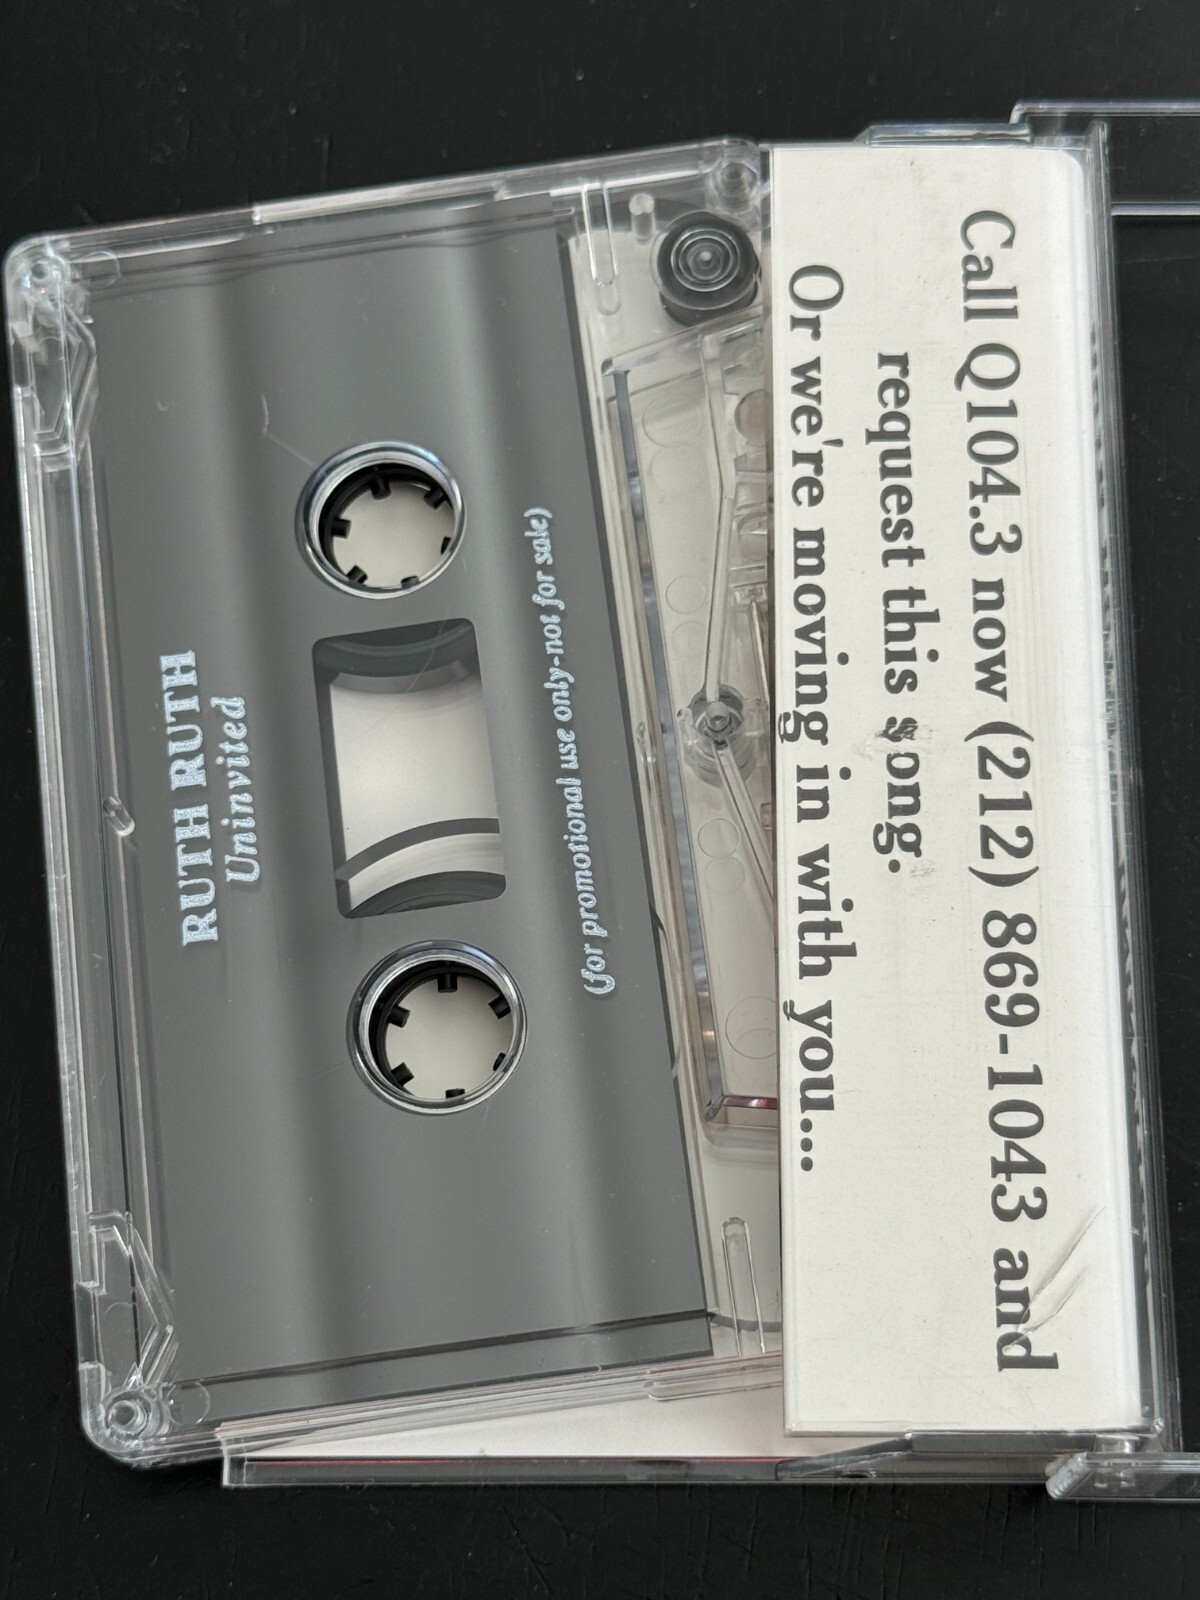 RUTH RUTH
Uninvited
(for promotional use only-not for sale)
Call Q104.3 now (212) 869-1043 and
request this song.
Or we're moving in with you...